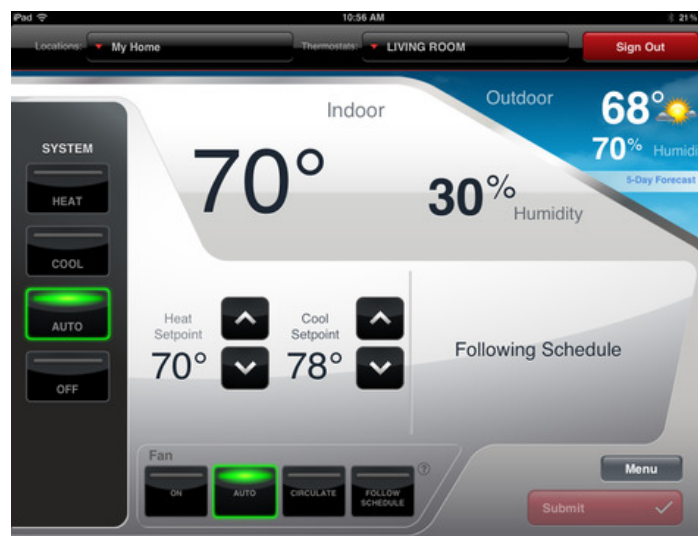 iPad 10:56 AM 21%
Locations: My Home Thermostats: LIVING ROOM Sign Out
Indoor
Outdoor
68°
70% Humidi
5-Day Forecast
70°
30%
Humidity
SYSTEM
HEAT
COOL
AUTO
OFF
Heat
Setpoint
70°
Cool
Setpoint
78°
Following Schedule
Fan
ON
AUTO
CIRCULATE
FOLLOW
SCHEDULE
?
Menu
Submit